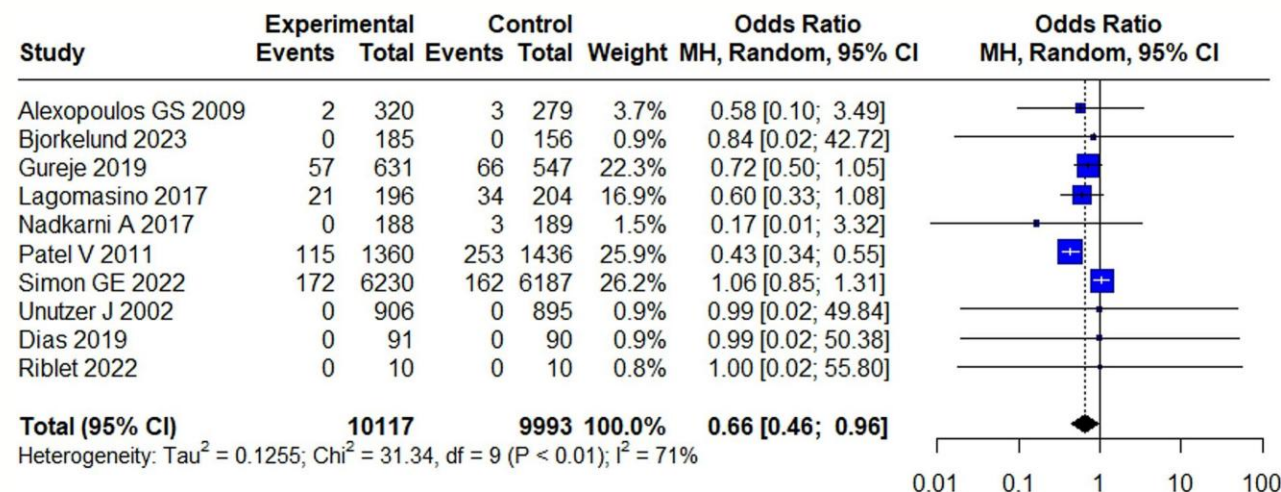 Experimental Control Odds Ratio Odds Ratio
Study Events Total Events Total Weight MH, Random, 95% CI MH, Random, 95% CI
Alexopoulos GS 2009 2 320 3 279 3.7% 0.58 [0.10; 3.49]
Bjorkelund 2023 0 185 0 156 0.9% 0.84 [0.02; 42.72]
Gureje 2019 57 631 66 547 22.3% 0.72 [0.50; 1.05]
Lagomasino 2017 21 196 34 204 16.9% 0.60 [0.33; 1.08]
Nadkarni A 2017 0 188 3 189 1.5% 0.17 [0.01; 3.32]
Patel V 2011 115 1360 253 1436 25.9% 0.43 [0.34; 0.55]
Simon GE 2022 172 6230 162 6187 26.2% 1.06 [0.85; 1.31]
Unutzer J 2002 0 906 0 895 0.9% 0.99 [0.02; 49.84]
Dias 2019 0 91 0 90 0.9% 0.99 [0.02; 50.38]
Riblet 2022 0 10 0 10 0.8% 1.00 [0.02; 55.80]
Total (95% CI) 10117 9993 100.0% 0.66 [0.46; 0.96]
Heterogeneity: Tau² = 0.1255; Chi² = 31.34, df = 9 (P < 0.01); I² = 71%
0.01 0.1 1 10 100